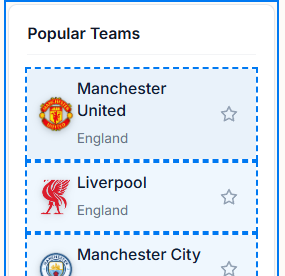 Popular Teams
Manchester
United
England
Liverpool
England
Manchester City